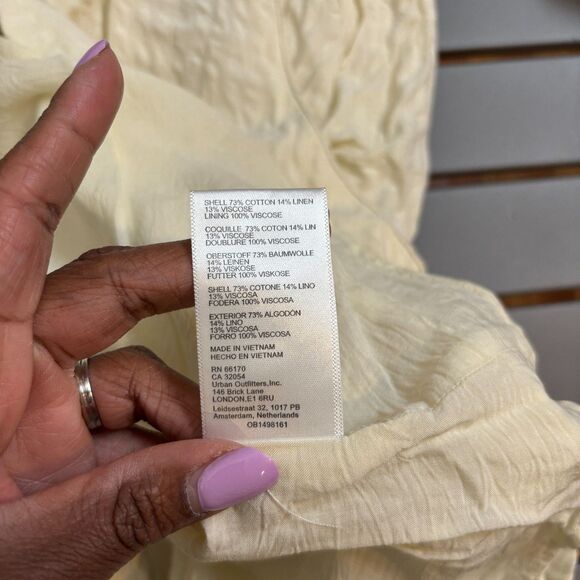 SHELL 73% COTTON 14% LINEN
13% VISCOSE
LINING 100% VISCOSE
COQUILLE 73% COTON 14% LIN
13% VISCOSE
DOUBLURE 100% VISCOSE
OBERSTOFF 73% BAUMWOLLE
14% LEINEN
13% VISKOSE
FUTTER 100% VISKOSE
SHELL 73% COTONE 14% LINO
13% VISCOSA
FODERA 100% VISCOSA
EXTERIOR 73% ALGODON
14% LINO
13% VISCOSA
FORRO 100% VISCOSA
MADE IN VIETNAM
HECHO EN VIETNAM
RN 66170
CA 32054
Urban Outfitters,Inc.
146 Brick Lane
LONDON,E1 6RU
Leidsestraat 32, 1017 PB
Amsterdam, Netherlands
OB1498161